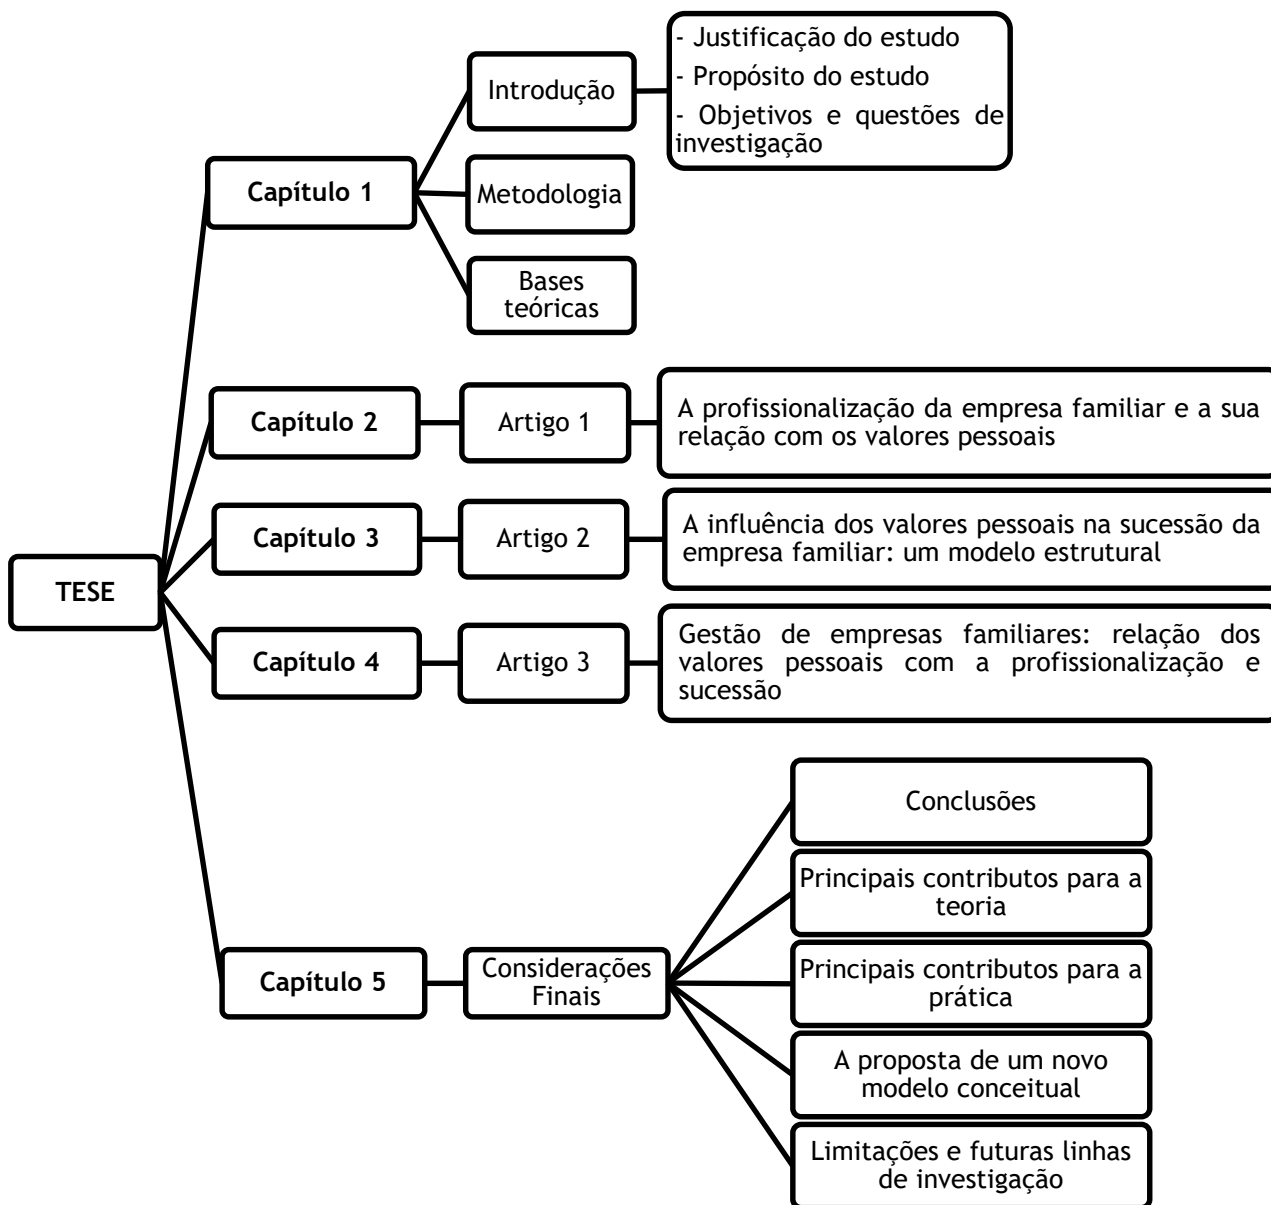 - Justificação do estudo
- Propósito do estudo
- Objetivos e questões de
investigação
Introdução
Capítulo 1
Metodologia
Bases
teóricas
Capítulo 2
Artigo 1
A profissionalização da empresa familiar e a sua
relação com os valores pessoais
Capítulo 3
Artigo 2
A influência dos valores pessoais na sucessão da
empresa familiar: um modelo estrutural
TESE
Capítulo 4
Artigo 3
Gestão de empresas familiares: relação dos
valores pessoais com a profissionalização e
sucessão
Capítulo 5
Considerações
Finais
Conclusões
Principais contributos para a
teoria
Principais contributos para a
prática
A proposta de um novo
modelo conceitual
Limitações e futuras linhas
de investigação